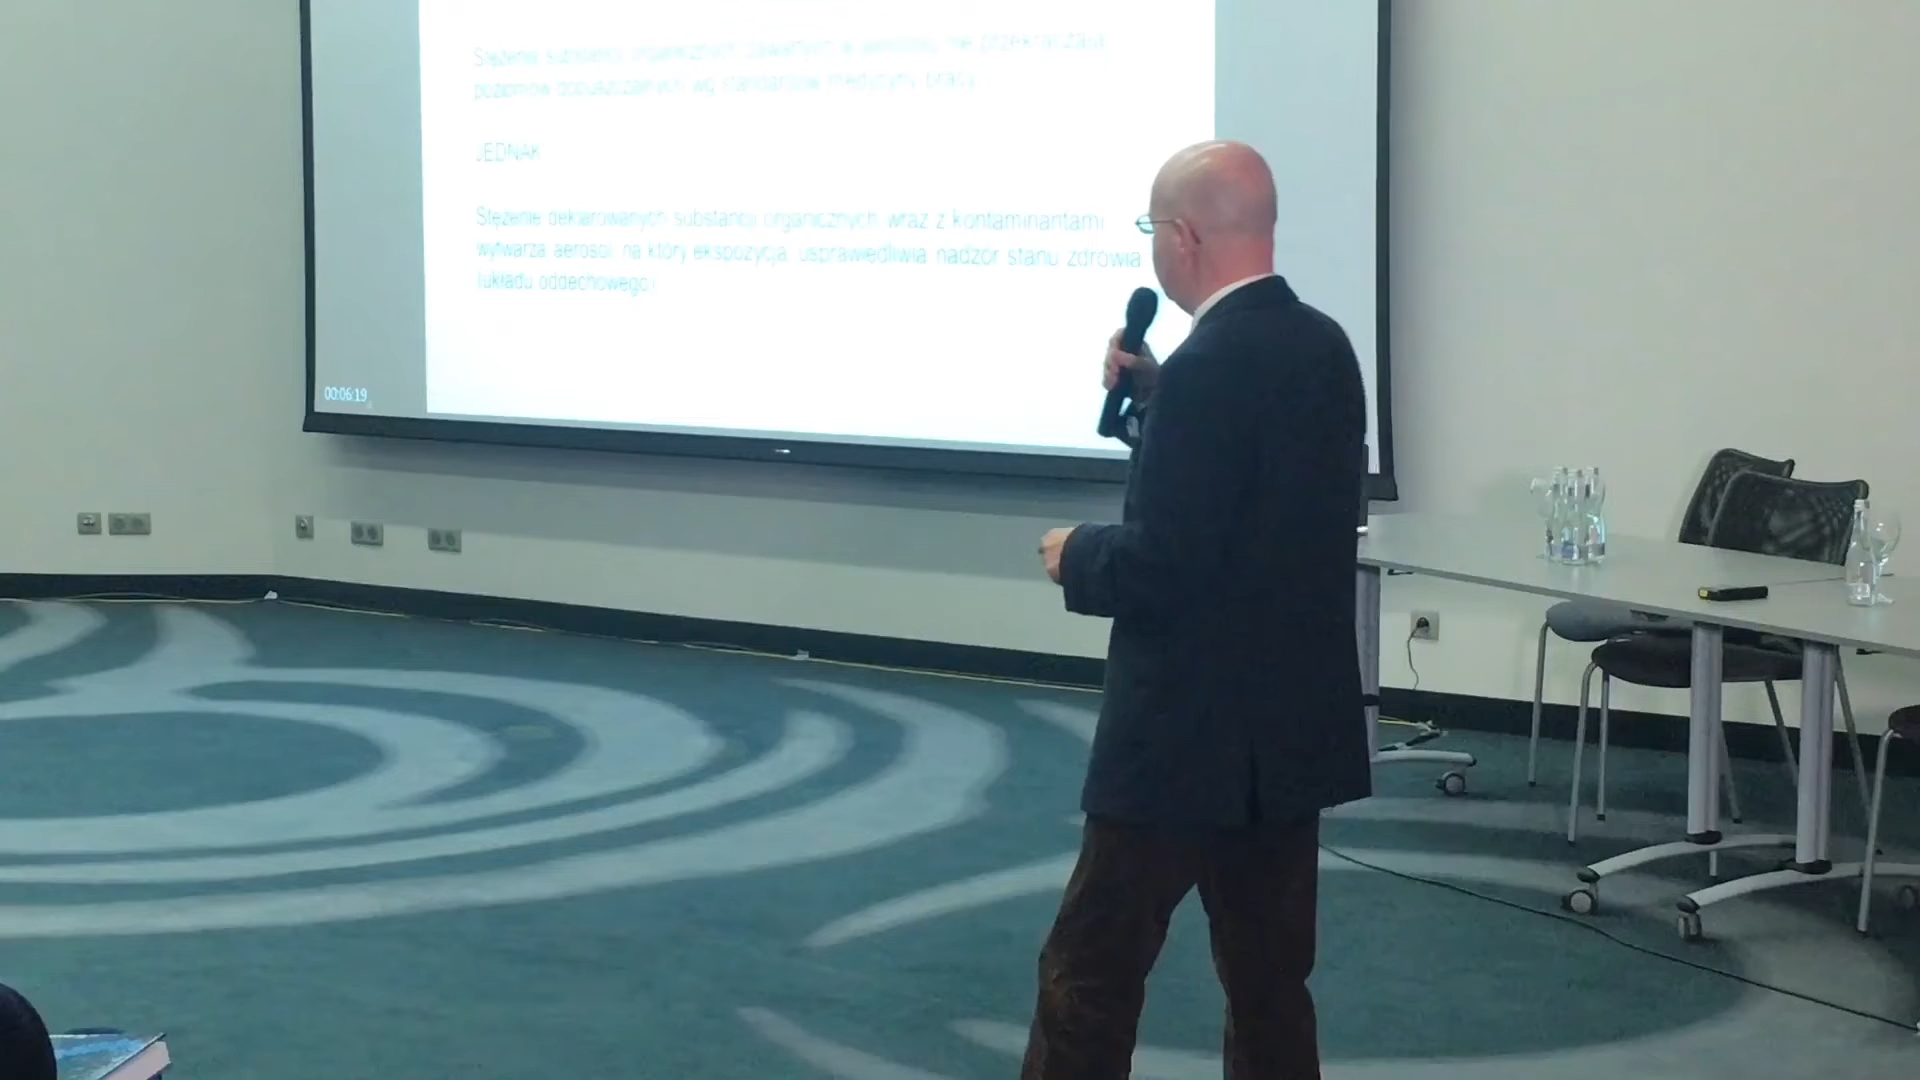 Stężenie substancji organicznych zawartych w aerozolu nie przekraczają
poziomów dopuszczalnych wg standardów medycyny pracy
JEDNAK
Stężenie deklarowanych substancji organicznych wraz z kontaminantami
wytwarza aerosol, na który ekspozycja usprawiedliwia nadzór stanu zdrowia
(układu oddechowego)
00:06:19